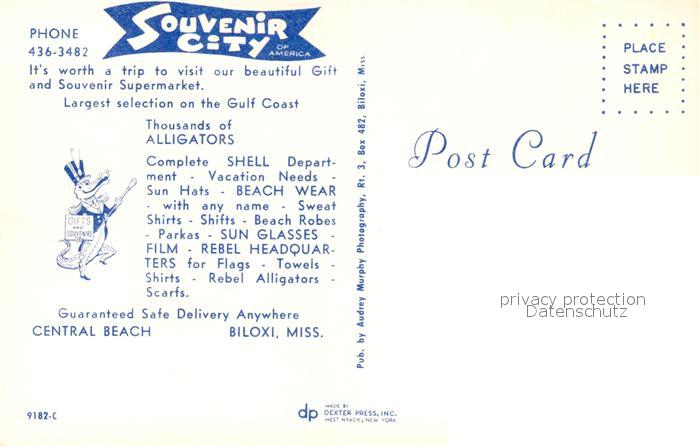 PHONE
436-3482
SOUVENIR
CITY
OF
AMERICA
It's worth a trip to visit our beautiful Gift
and Souvenir Supermarket.
Largest selection on the Gulf Coast
Thousands of
ALLIGATORS
Complete SHELL Depart-
ment - Vacation Needs -
Sun Hats - BEACH WEAR
- with any name - Sweat
Shirts - Shifts - Beach Robes
- Parkas - SUN GLASSES -
FILM - REBEL HEADQUAR-
TERS for Flags - Towels -
Shirts - Rebel Alligators -
Scarfs.
GIFTS
AND
SOUVENIRS
Guaranteed Safe Delivery Anywhere
CENTRAL BEACH BILOXI, MISS.
9182-C
dp
MADE BY
DEXTER PRESS, INC.
WEST NYACK, NEW YORK
Pub. by Audrey Murphy Photography, Rt. 3, Box 482, Biloxi, Miss.
Post Card
PLACE
STAMP
HERE
privacy protection
Datenschutz